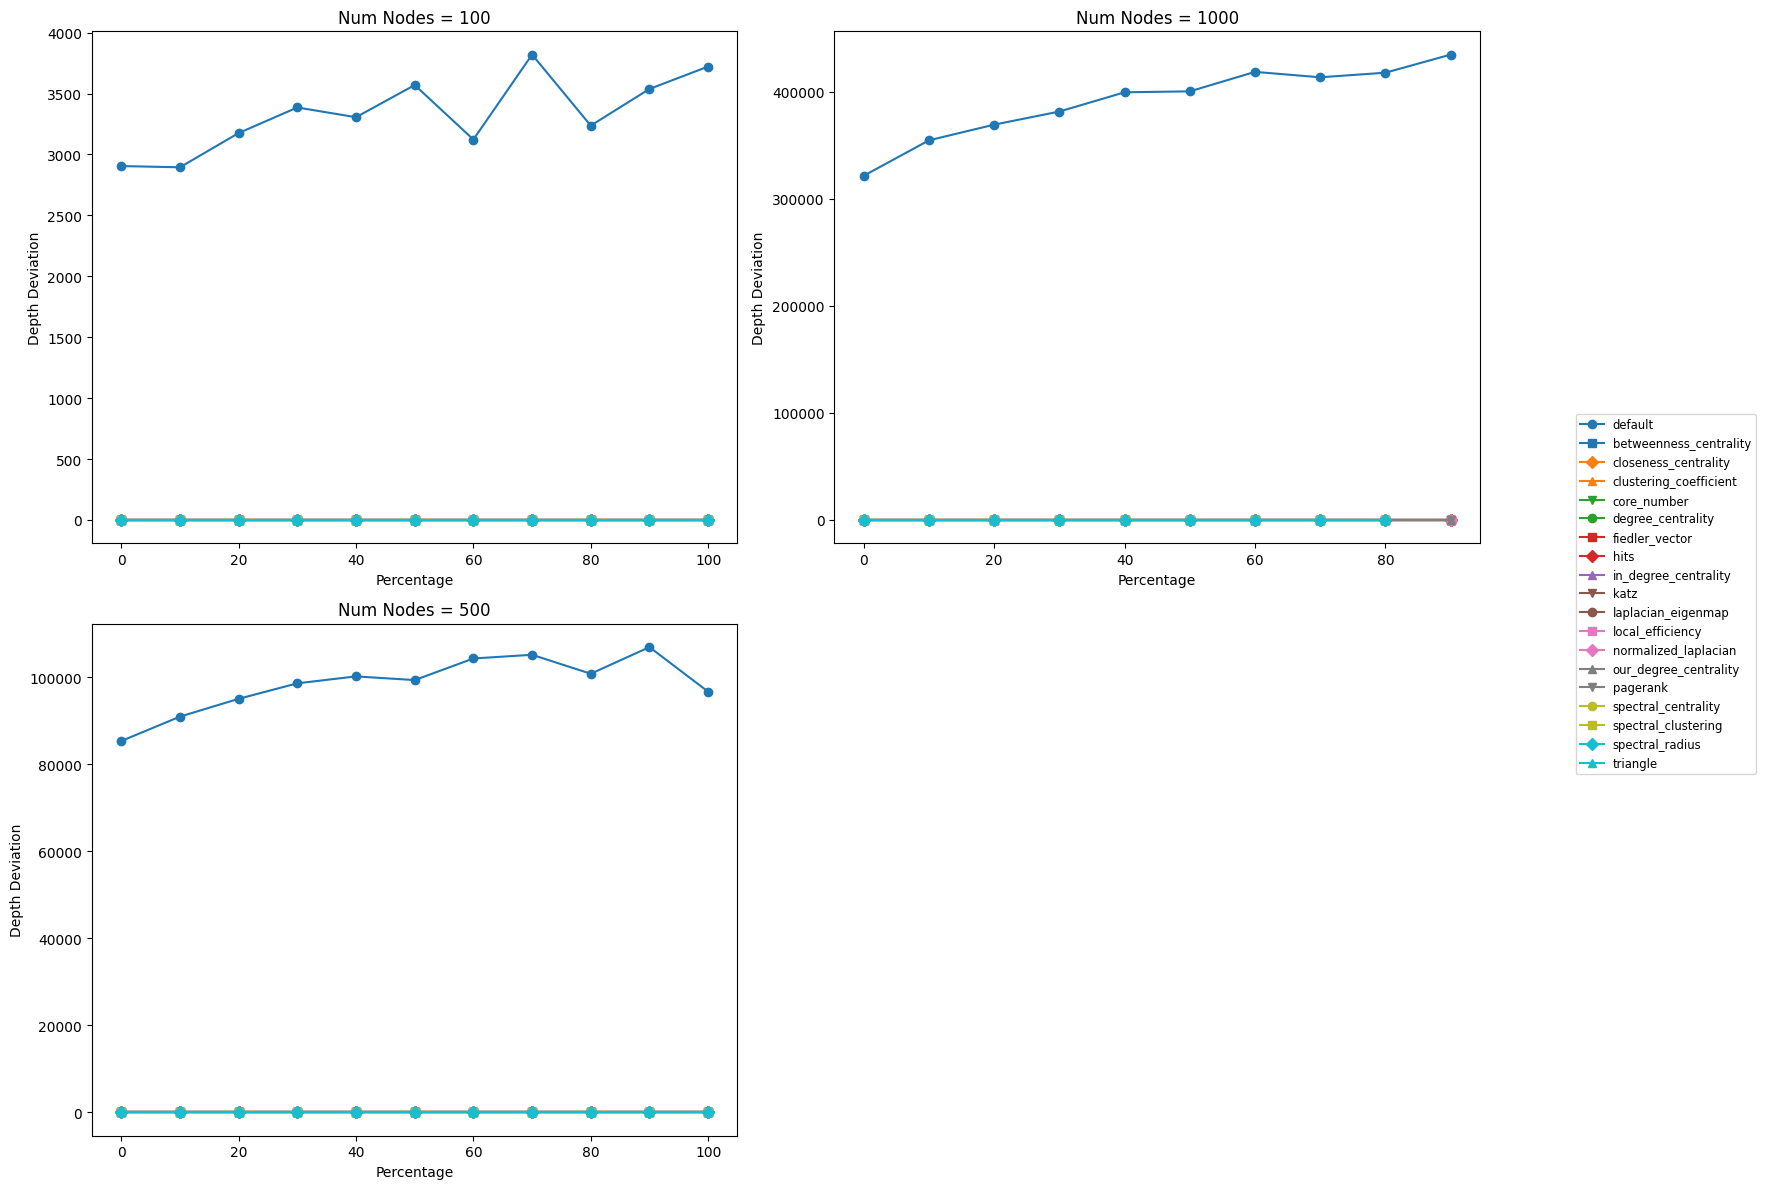 Num Nodes = 100
4000
3500
3000
2500
2000
1500
1000
500
0
Depth Deviation
0 20 40 60 80 100
Percentage
Num Nodes = 1000
400000
300000
200000
100000
0
Depth Deviation
0 20 40 60 80
Percentage
Num Nodes = 500
100000
80000
60000
40000
20000
0
Depth Deviation
0 20 40 60 80 100
Percentage
default
betweenness_centrality
closeness_centrality
clustering_coefficient
core_number
degree_centrality
fiedler_vector
hits
in_degree_centrality
katz
laplacian_eigenmap
local_efficiency
normalized_laplacian
our_degree_centrality
pagerank
spectral_centrality
spectral_clustering
spectral_radius
triangle